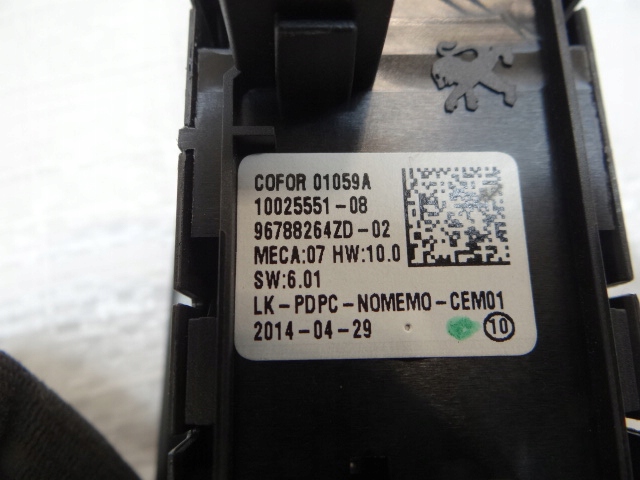 COFOR 01059A
10025551-08
96788264ZD-02
MECA:07 HW:10.0
SW:6.01
LK-PDPC-NOMEMO-CEM01
2014-04-29
10